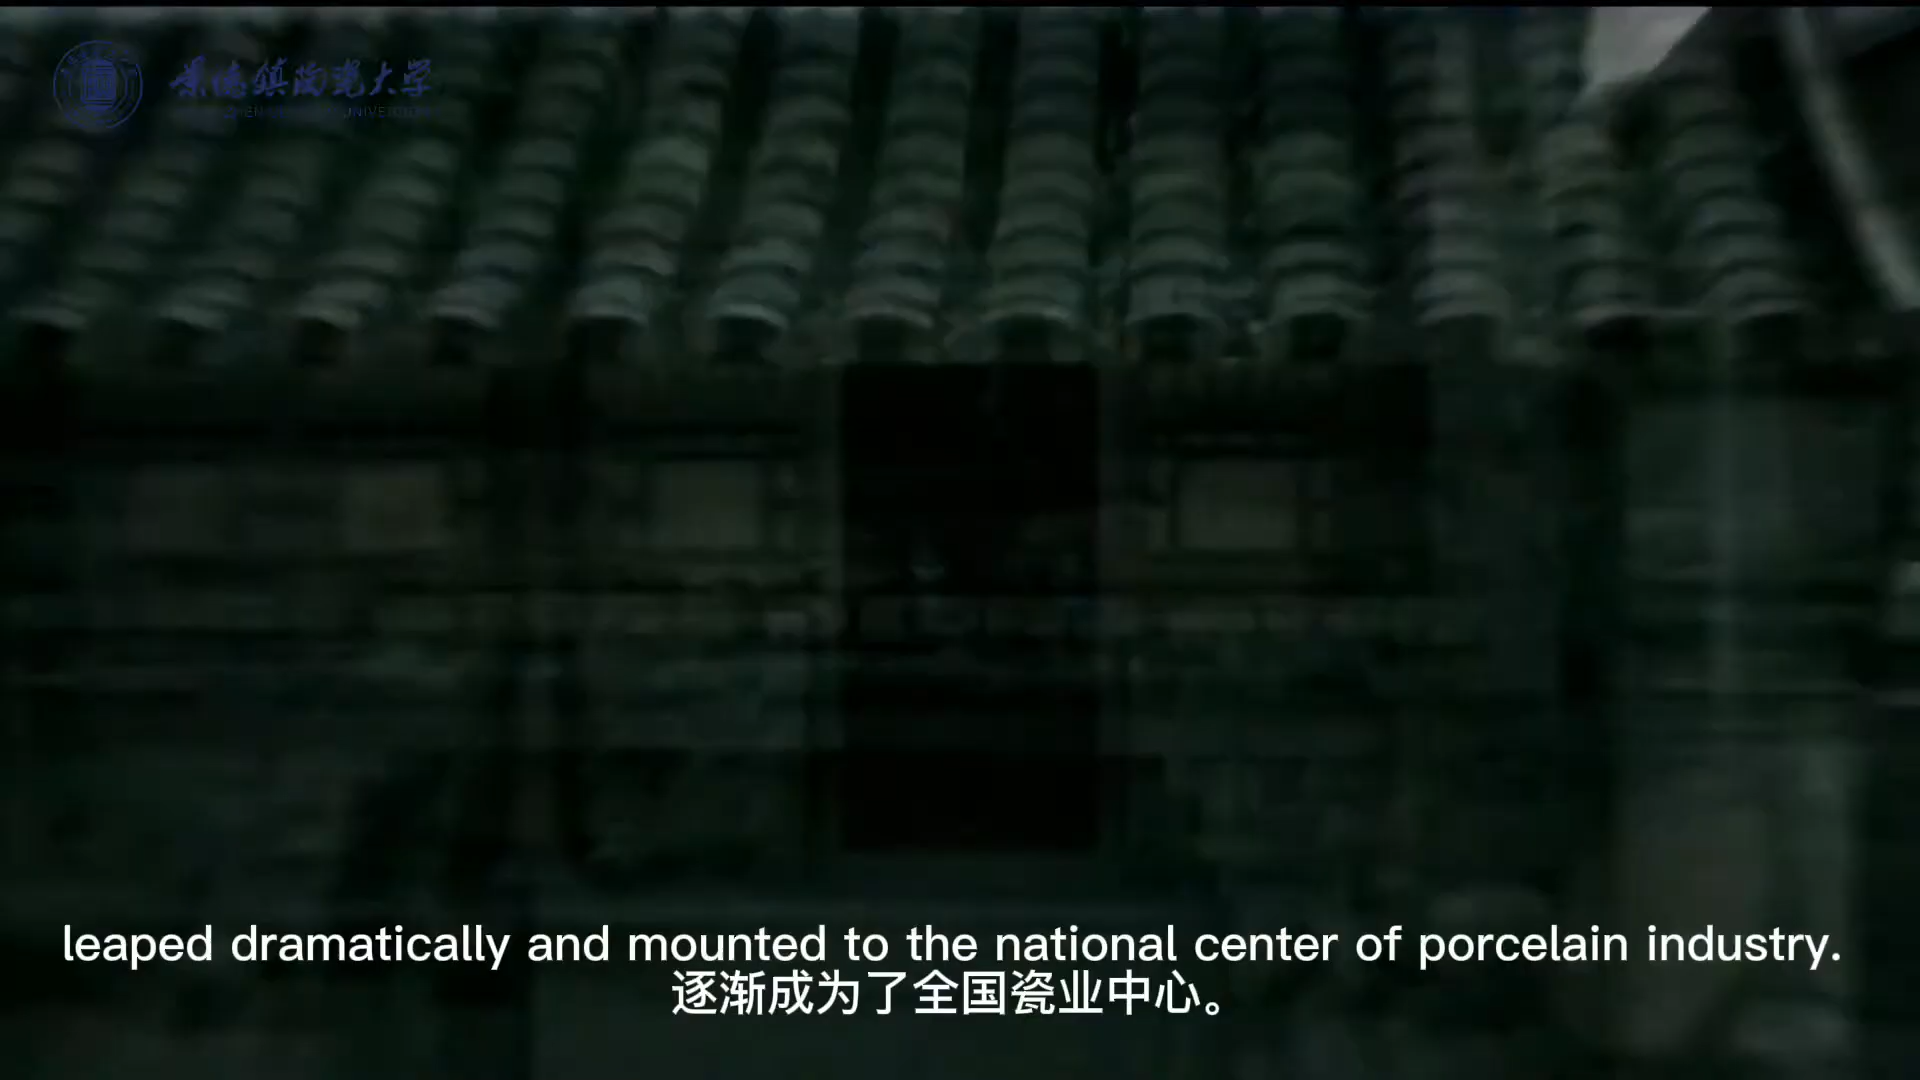 景德镇陶瓷大学
leaped dramatically and mounted to the national center of porcelain industry.
逐渐成为了全国瓷业中心。